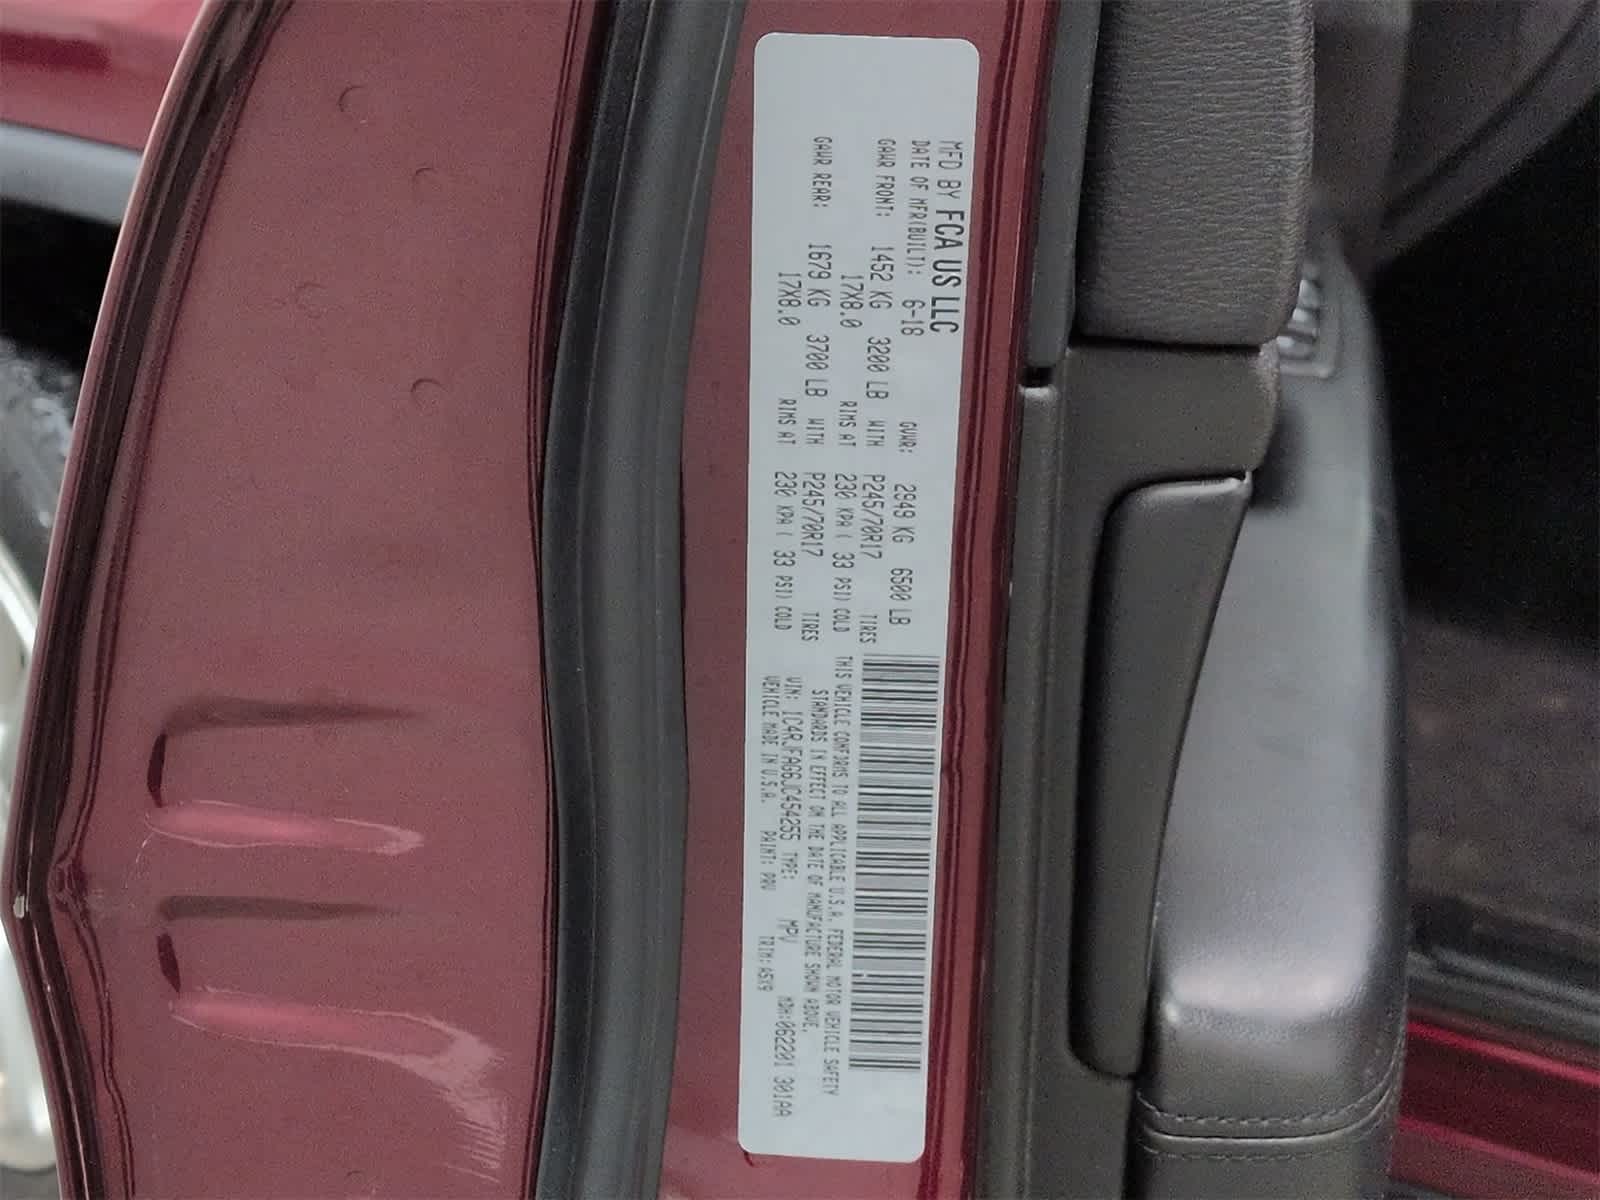 MFD BY FCA US LLC
DATE OF MFR(BUILT): 6-18 GVWR: 2949 KG 6500 LB
GAWR FRONT: 1452 KG 3200 LB WITH P245/70R17 TIRES
17X8.0 RIMS AT 230 KPA ( 33 PSI) COLD
GAWR REAR: 1679 KG 3700 LB WITH P245/70R17 TIRES
17X8.0 RIMS AT 230 KPA ( 33 PSI) COLD
THIS VEHICLE CONFORMS TO ALL APPLICABLE U.S.A. FEDERAL MOTOR VEHICLE SAFETY
STANDARDS IN EFFECT ON THE DATE OF MANUFACTURE SHOWN ABOVE.
VIN: 1C4RJFAG6JC454255 TYPE: MPV MDH:062201 301AA
VEHICLE MADE IN U.S.A. PAINT: PRV TRIM: A5X9